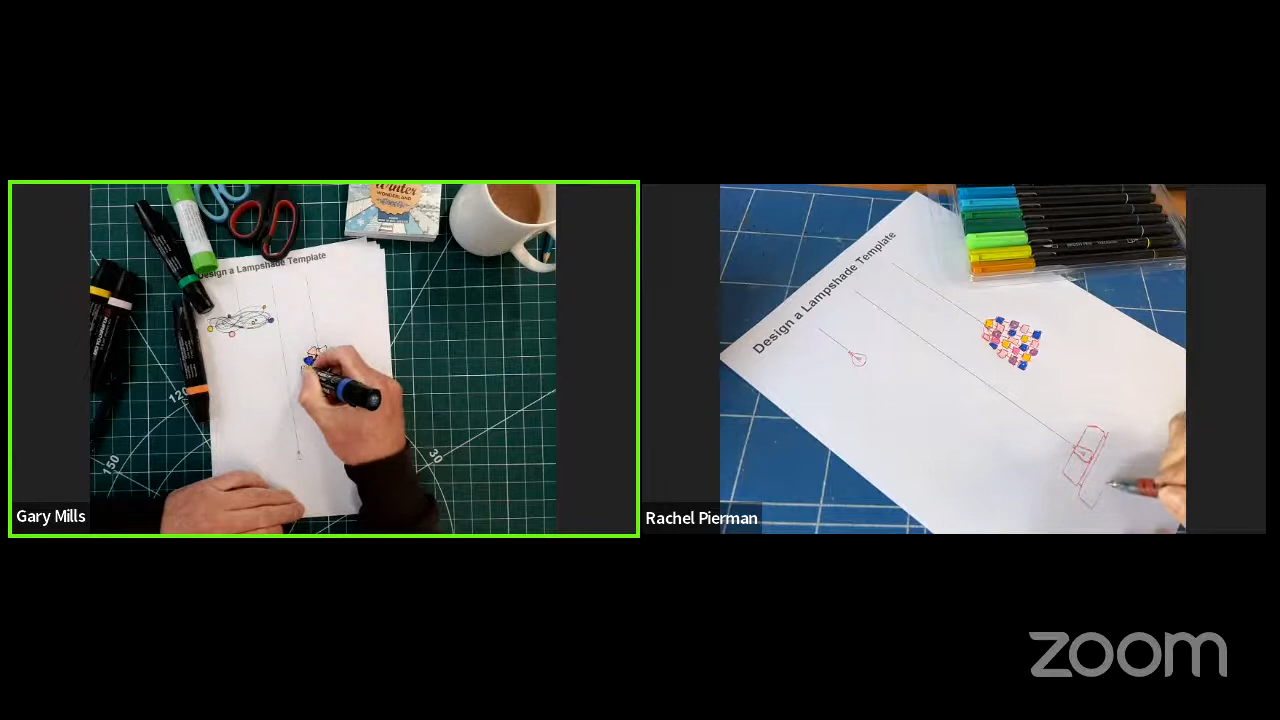 Winter
WONDERLAND
Design a Lampshade Template
120
150
30
Gary Mills
Design a Lampshade Template
Rachel Pierman
zoom